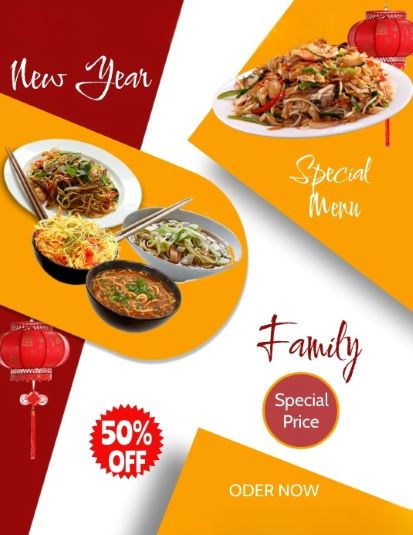 New Year
Special
Menu
Family
Special
Price
50%
OFF
ODER NOW